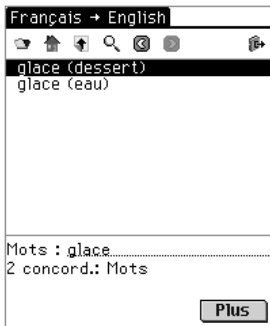 Français → English
glace (dessert)
glace (eau)
Mots : glace
2 concord.: Mots
Plus